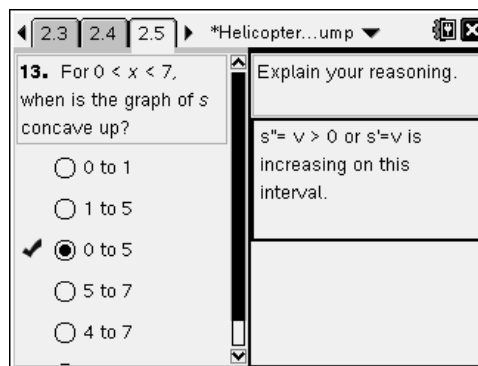 2.3 2.4 2.5 *Helicopter...ump
13. For 0 < x < 7,
when is the graph of s
concave up?
0 to 1
1 to 5
0 to 5
5 to 7
4 to 7
Explain your reasoning.
s"= v > 0 or s'=v is
increasing on this
interval.